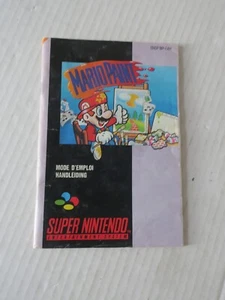 MARIO PAINT
MODE D'EMPLOI
HANDLEIDING
SUPER NINTENDO
ENTERTAINMENT SYSTEM